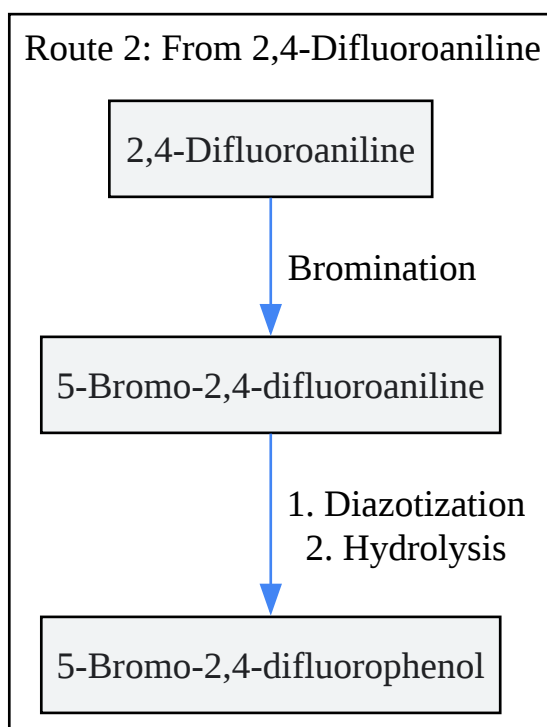 Route 2: From 2,4-Difluoroaniline
2,4-Difluoroaniline
Bromination
5-Bromo-2,4-difluoroaniline
1. Diazotization
2. Hydrolysis
5-Bromo-2,4-difluorophenol